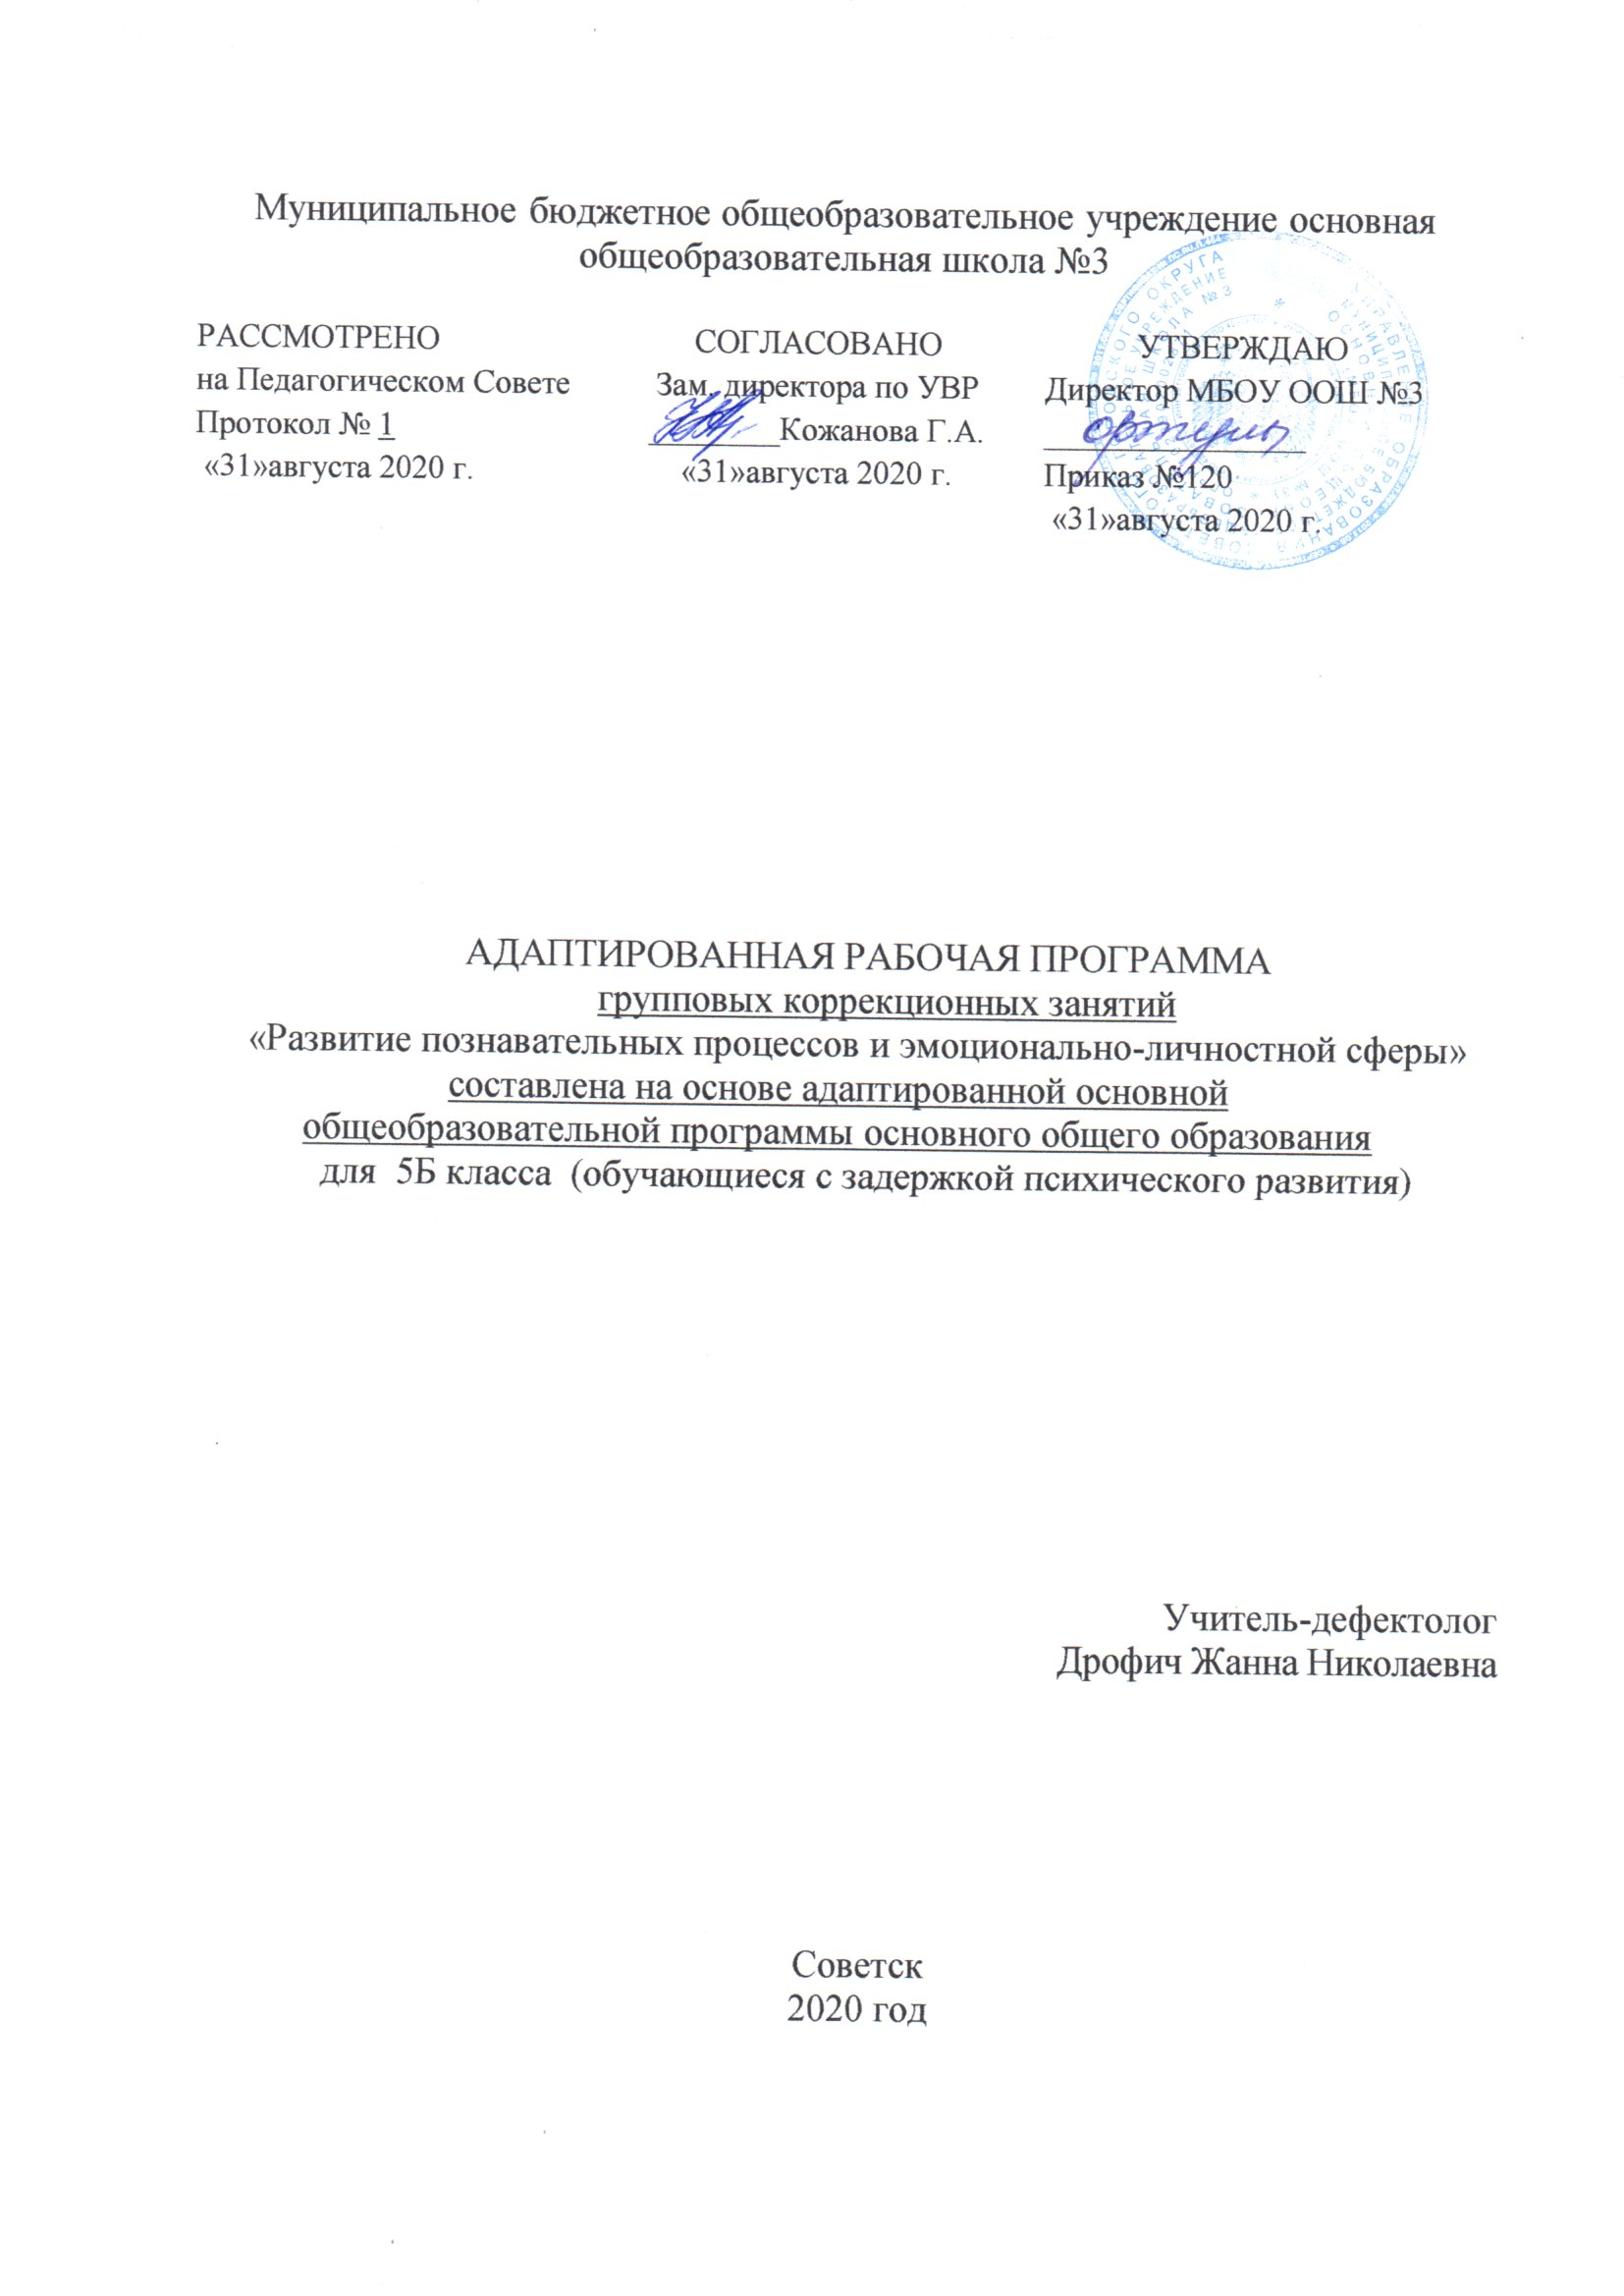 Муниципальное бюджетное общеобразовательное учреждение основная
общеобразовательная школа №3
РАССМОТРЕНО
на Педагогическом Совете
Протокол № 1
«31»августа 2020 г.
СОГЛАСОВАНО
Зам. директора по УВР
Кожанова Г.А.
«31»августа 2020 г.
УТВЕРЖДАЮ
Директор МБОУ ООШ №3
Приказ №120
«31»августа 2020 г.
АДАПТИРОВАННАЯ РАБОЧАЯ ПРОГРАММА
групповых коррекционных занятий
«Развитие познавательных процессов и эмоционально-личностной сферы»
составлена на основе адаптированной основной
общеобразовательной программы основного общего образования
для 5Б класса (обучающиеся с задержкой психического развития)
Учитель-дефектолог
Дрофич Жанна Николаевна
Советск
2020 год